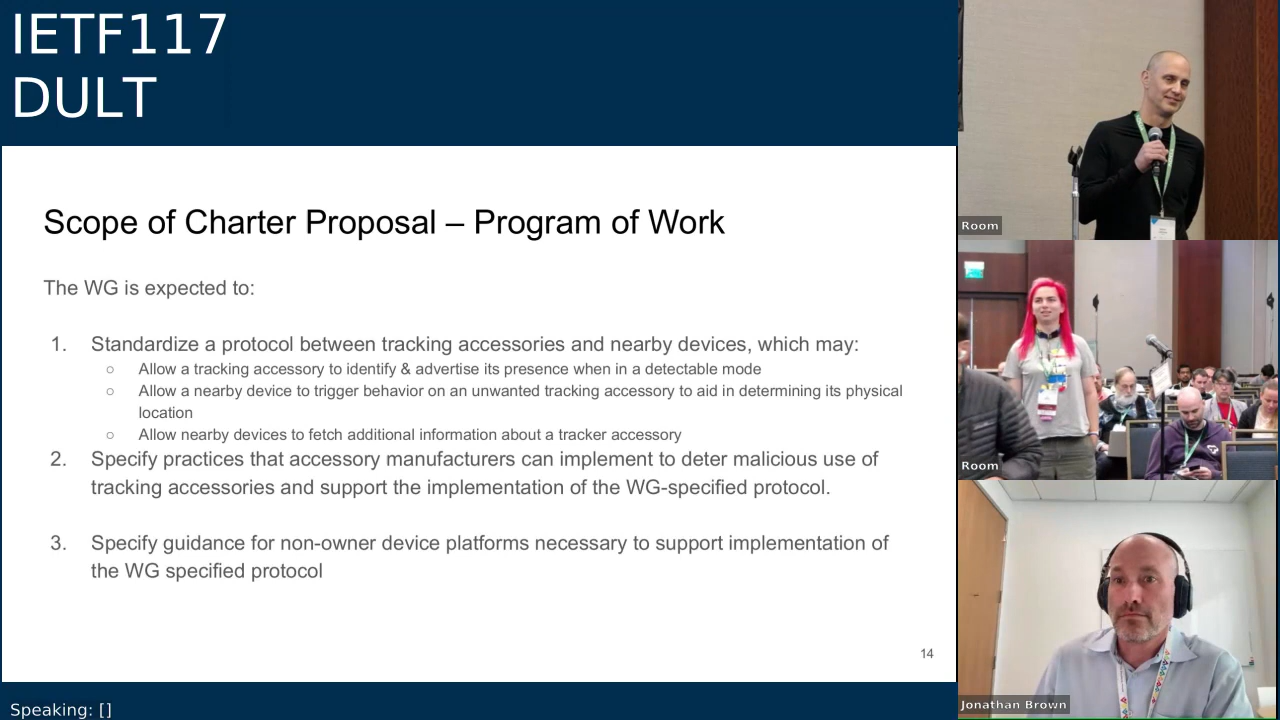 IETF117
DULT
Scope of Charter Proposal – Program of Work
The WG is expected to:
1. Standardize a protocol between tracking accessories and nearby devices, which may:
○ Allow a tracking accessory to identify & advertise its presence when in a detectable mode
○ Allow a nearby device to trigger behavior on an unwanted tracking accessory to aid in determining its physical
location
○ Allow nearby devices to fetch additional information about a tracker accessory
2. Specify practices that accessory manufacturers can implement to deter malicious use of
tracking accessories and support the implementation of the WG-specified protocol.
3. Specify guidance for non-owner device platforms necessary to support implementation of
the WG specified protocol
14
Speaking: []
Room
Room
Jonathan Brown